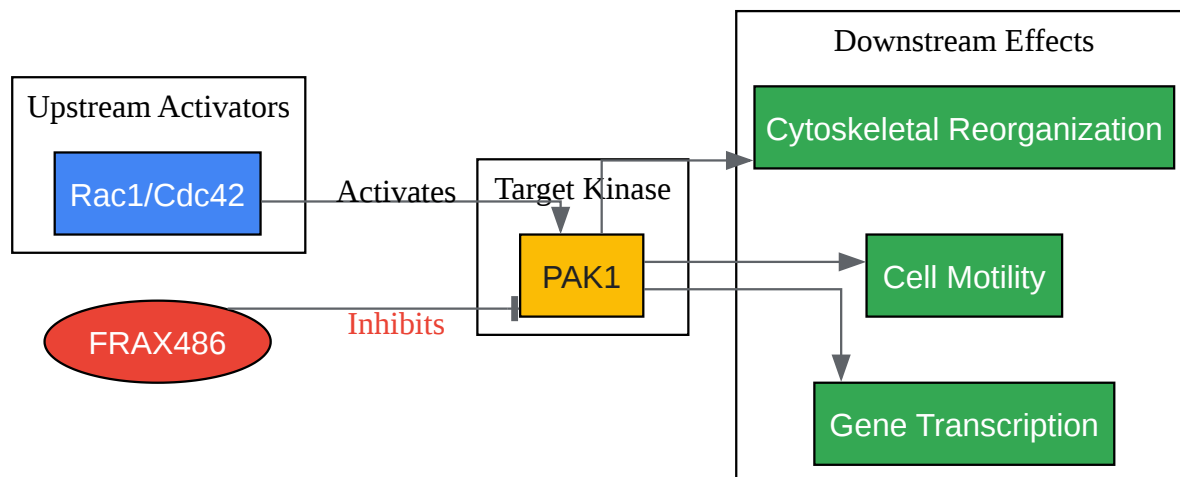 Upstream Activators
Rac1/Cdc42
FRAX486
Activates
Inhibits
Target Kinase
PAK1
Downstream Effects
Cytoskeletal Reorganization
Cell Motility
Gene Transcription